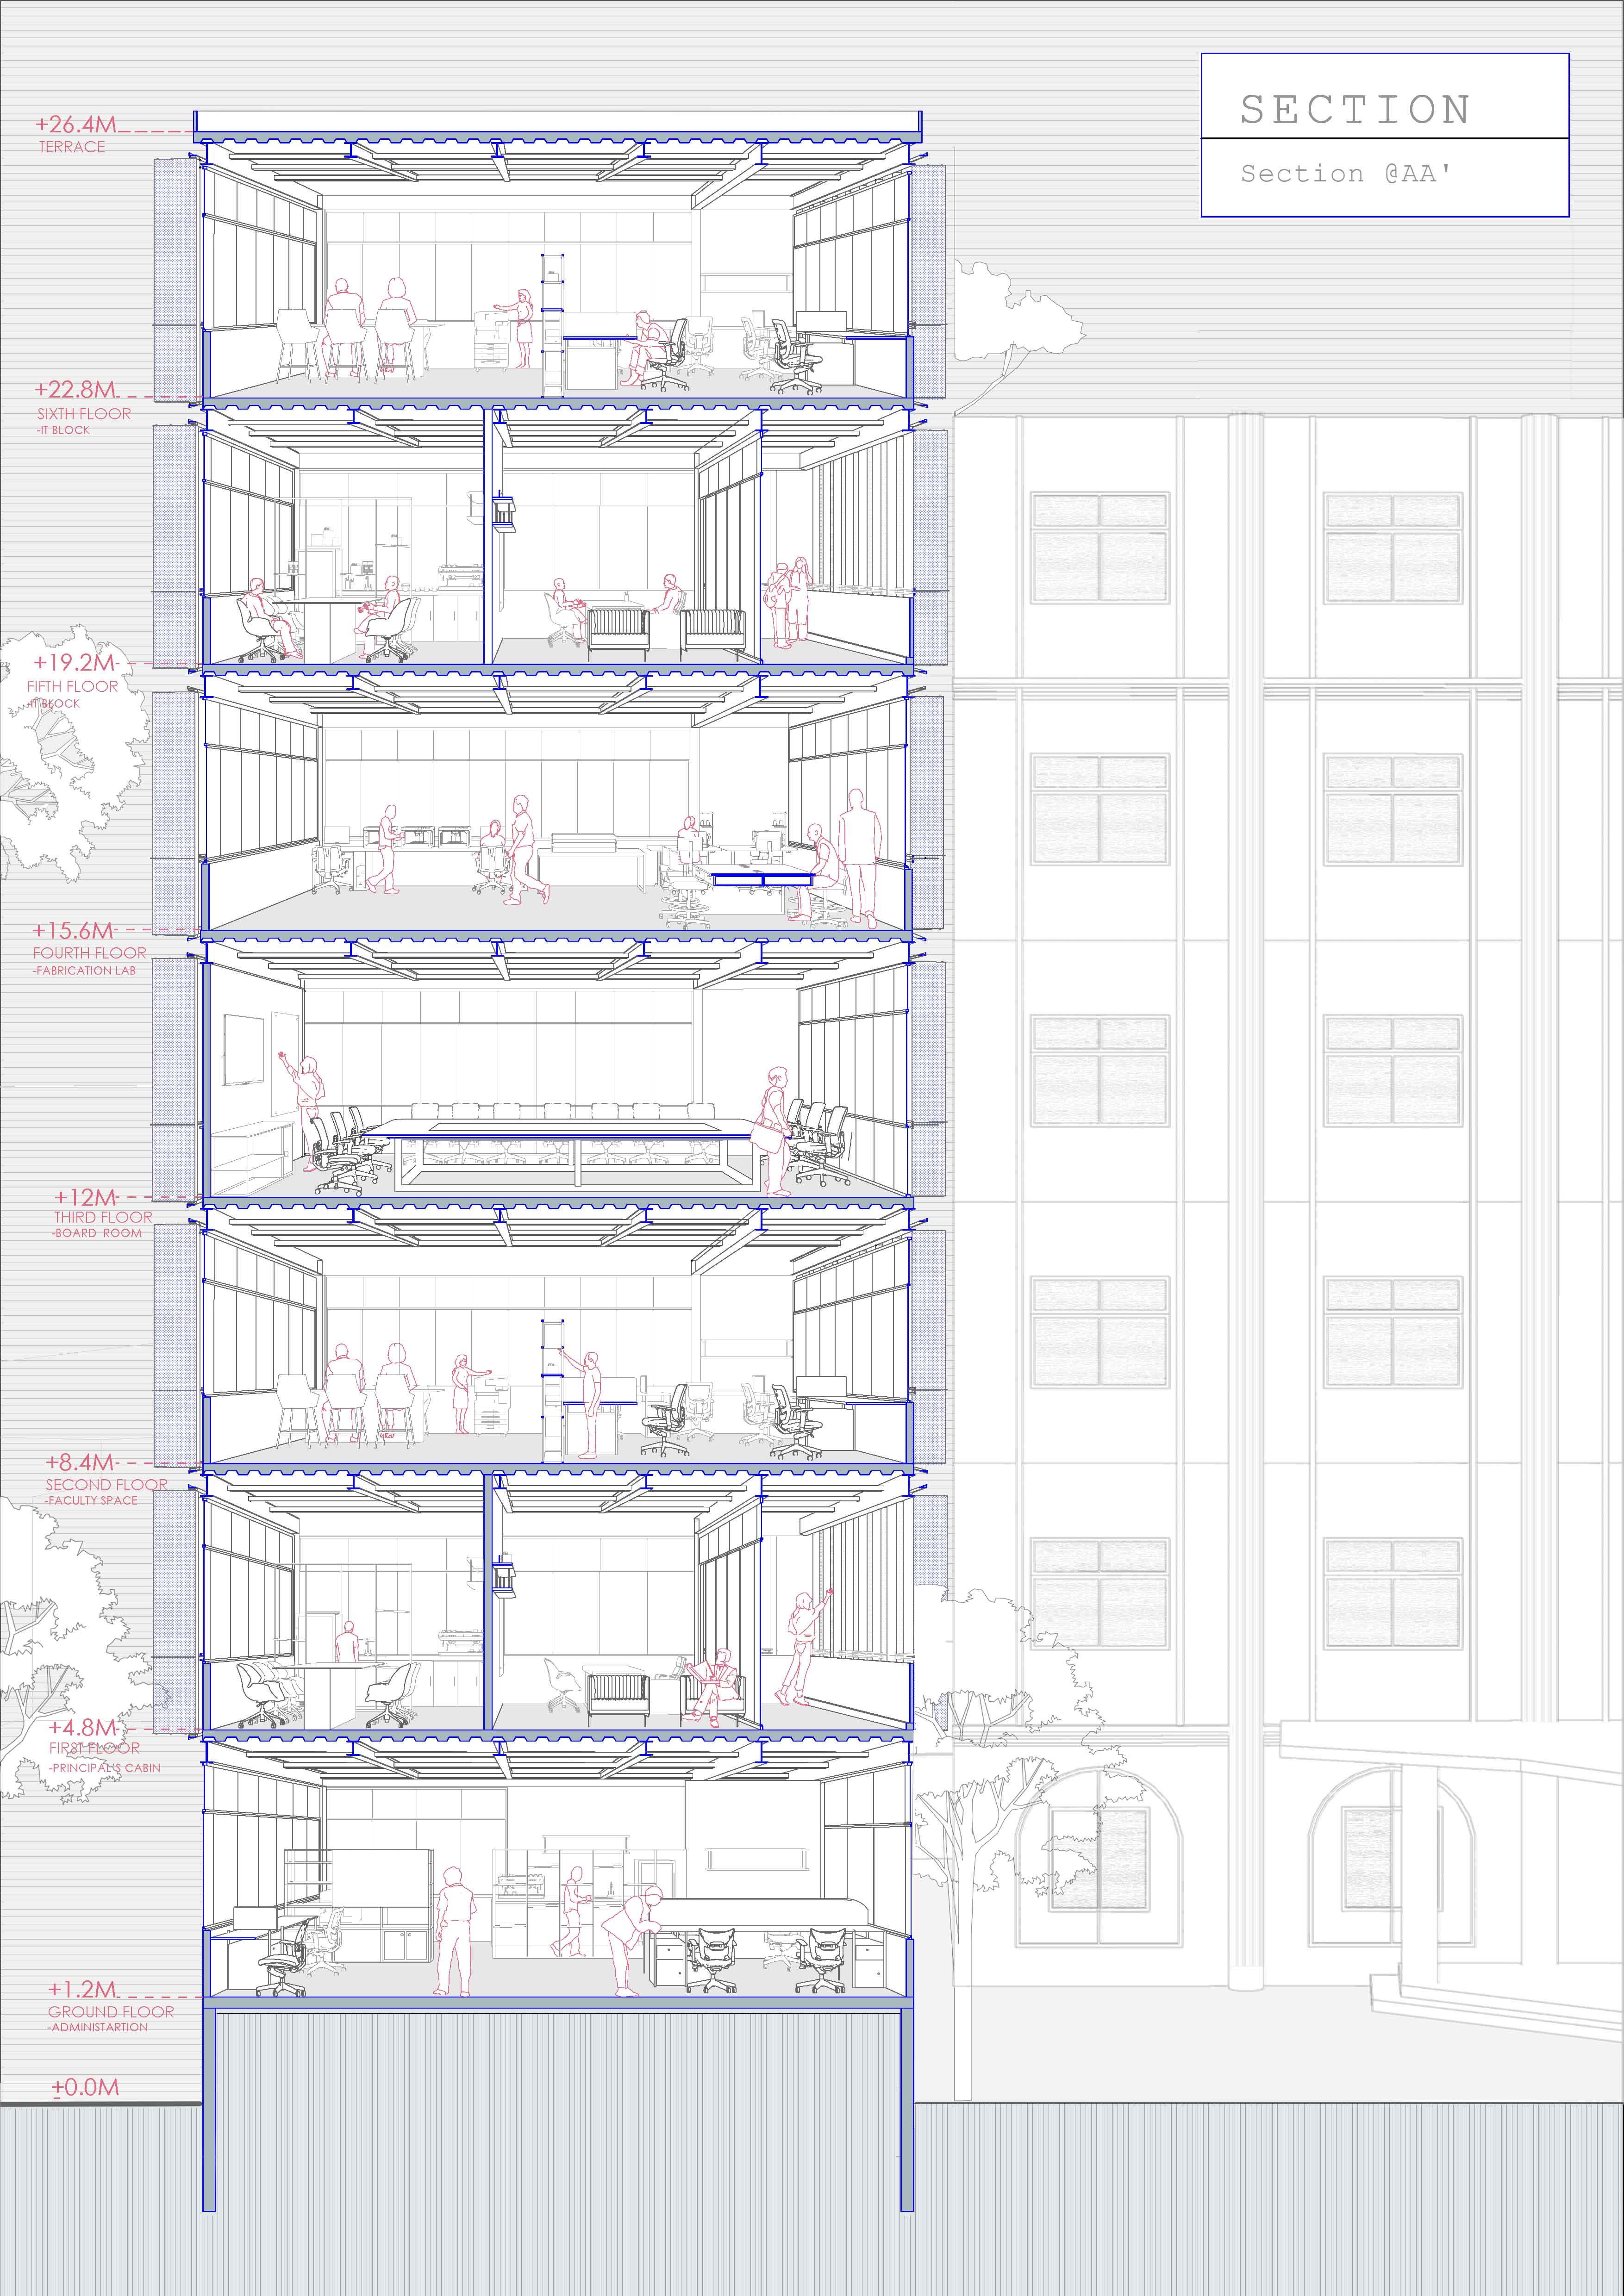 SECTION
Section @AA'
+26.4M
TERRACE
+22.8M
SIXTH FLOOR
-IT BLOCK
+19.2M
FIFTH FLOOR
-IT BLOCK
+15.6M
FOURTH FLOOR
-FABRICATION LAB
+12M
THIRD FLOOR
-BOARD ROOM
+8.4M
SECOND FLOOR
-FACULTY SPACE
+4.8M
FIRST FLOOR
-PRINCIPAL'S CABIN
+1.2M
GROUND FLOOR
-ADMINISTARTION
±0.0M